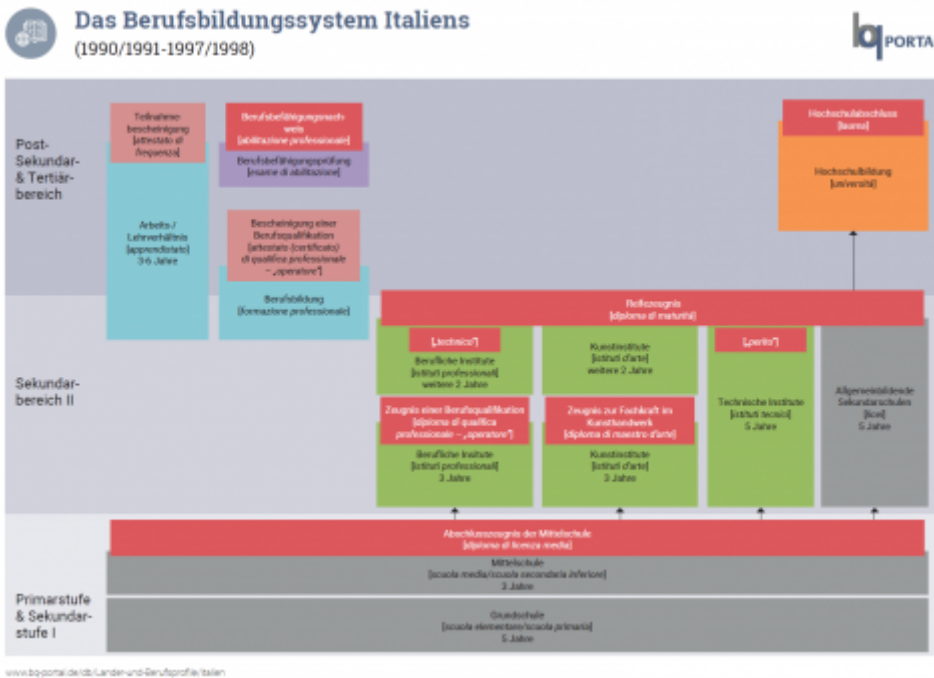 Das Berufsbildungssystem Italiens
(1990/1991-1997/1998)
bq PORTA
Post-
Sekundar-
& Tertiär-
bereich
Teilnahme
bescheinigung
[attestato di
frequenza]
Arbeits-/
Lehrverhältnis
[apprendistato]
3-6 Jahre
Berufsbefähigungsnach-
weis
[abilitazione professionale]
Berufsbefähigungsprüfung
[esame di abilitazione]
Bescheinigung einer
Berufsqualifikation
[attestato (certificato)
di qualifica professionale
– „operatore"]
Berufsbildung
[formazione professionale]
Hochschulabschluss
[laurea]
Hochschulbildung
[università]
Sekundar-
bereich II
Reifezeugnis
[diploma di maturità]
[„tecnico"]
Berufliche Institute
[istituti professionali]
weitere 2 Jahre
Zeugnis einer Berufsqualifikation
[diploma di qualifica
professionale – „operatore"]
Berufliche Insitute
[istituti professionali]
3 Jahre
Kunstinstitute
[istituti d'arte]
weitere 2 Jahre
Zeugnis zur Fachkraft im
Kunsthandwerk
[diploma di maestro d'arte]
Kunstinstitute
[istituti d'arte]
3 Jahre
[„perito"]
Technische Institute
[istituti tecnici]
5 Jahre
Allgemeinbildende
Sekundarschulen
[licei]
5 Jahre
Primarstufe
& Sekundar-
stufe I
Abschlusszeugnis der Mittelschule
[diploma di licenza media]
Mittelschule
[scuola media/scuola secondaria inferiore]
3 Jahre
Grundschule
[scuola elementare/scuola primaria]
5 Jahre
www.bq-portal.de/db/Länder-und-Berufsprofile/italien